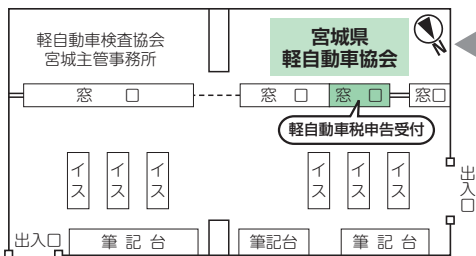 軽自動車検査協会
宮城主管事務所
宮城県
軽自動車協会
N
窓 口
窓 口
窓 口
窓口
軽自動車税申告受付
イス
イス
イス
イス
イス
イス
出入口
出入口
筆 記 台
筆記台
筆 記 台